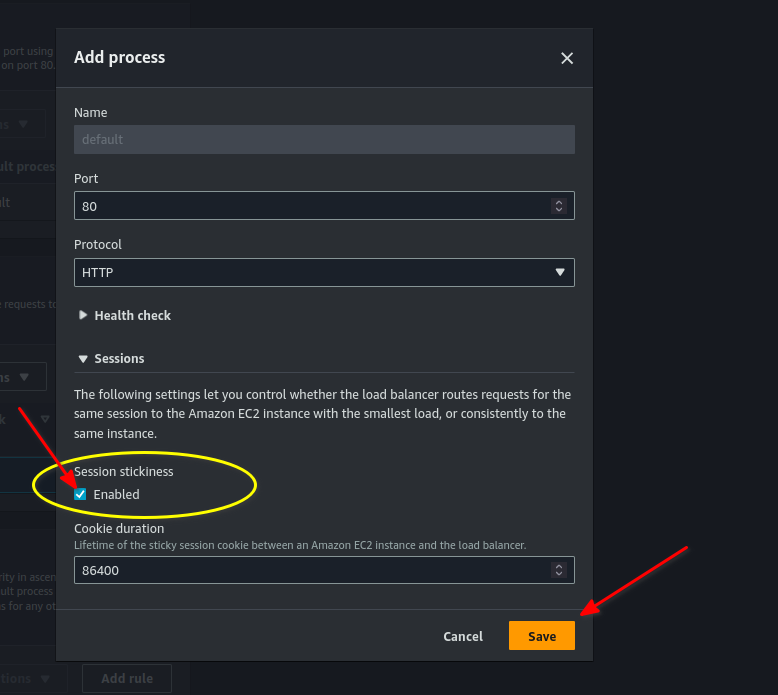 Add process
Name
default
Port
80
Protocol
HTTP
Health check
Sessions
The following settings let you control whether the load balancer routes requests for the
same session to the Amazon EC2 instance with the smallest load, or consistently to the
same instance.
Session stickiness
Enabled
Cookie duration
Lifetime of the sticky session cookie between an Amazon EC2 instance and the load balancer.
86400
Cancel
Save
port using
on port 80.
ult process
requests to
rity in ascen
ult process
s for any ot
tions
Add rule